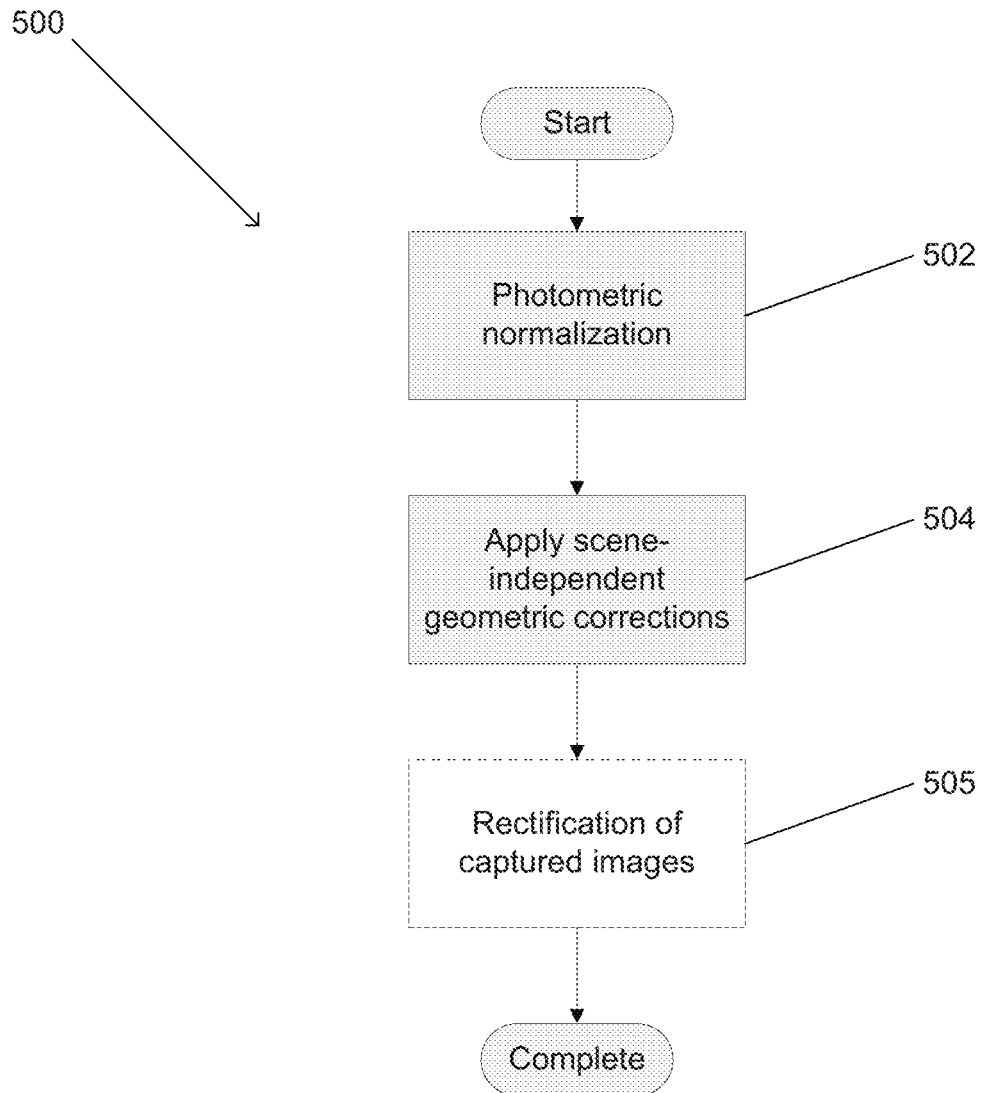 500
Start
502
Photometric
normalization
504
Apply scene-
independent
geometric corrections
505
Rectification of
captured images
Complete